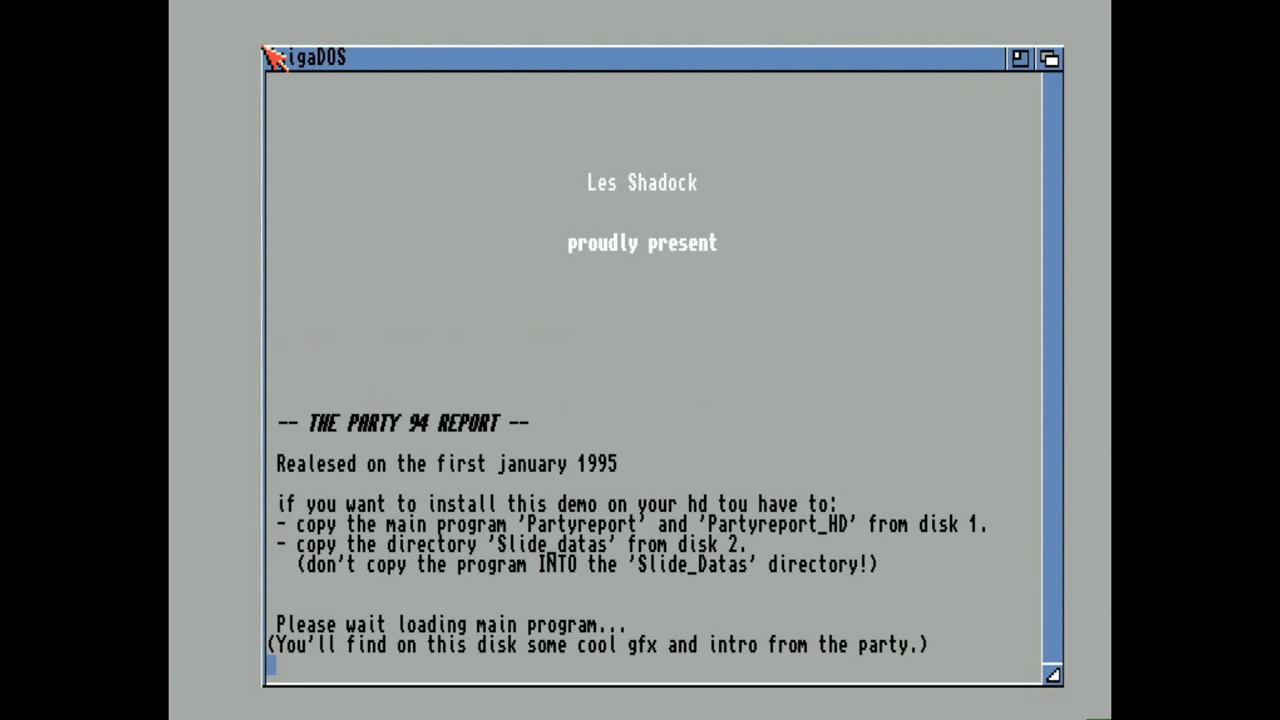 igaDOS
Les Shadock
proudly present
-- THE PARTY 94 REPORT --
Realesed on the first january 1995
if you want to install this demo on your hd tou have to:
- copy the main program 'Partyreport' and 'Partyreport_HD' from disk 1.
- copy the directory 'Slide_datas' from disk 2.
(don't copy the program INTO the 'Slide_Datas' directory!)
Please wait loading main program...
(You'll find on this disk some cool gfx and intro from the party.)